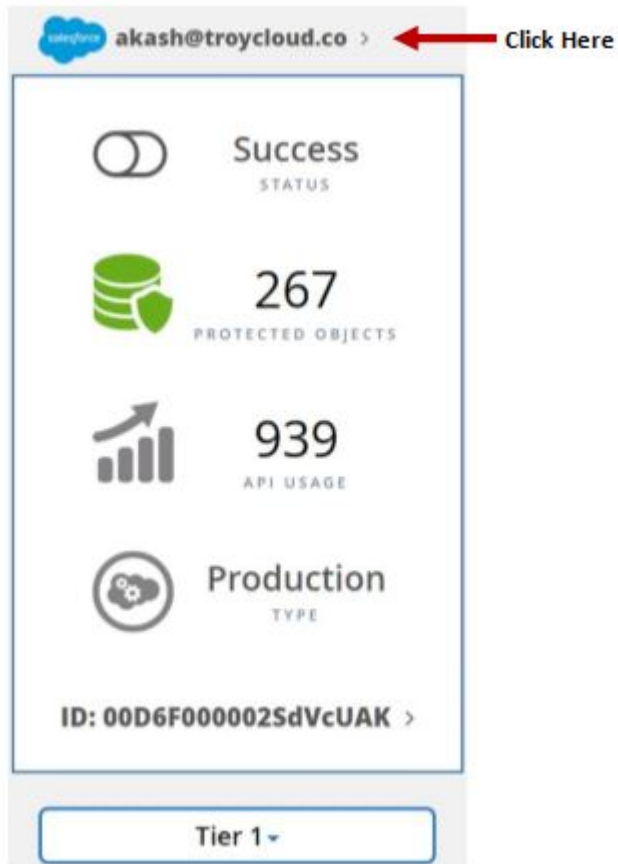 salesforce akash@troycloud.co > Click Here
Success
STATUS
267
PROTECTED OBJECTS
939
API USAGE
Production
TYPE
ID: 00D6F000002SdVcUAK >
Tier 1